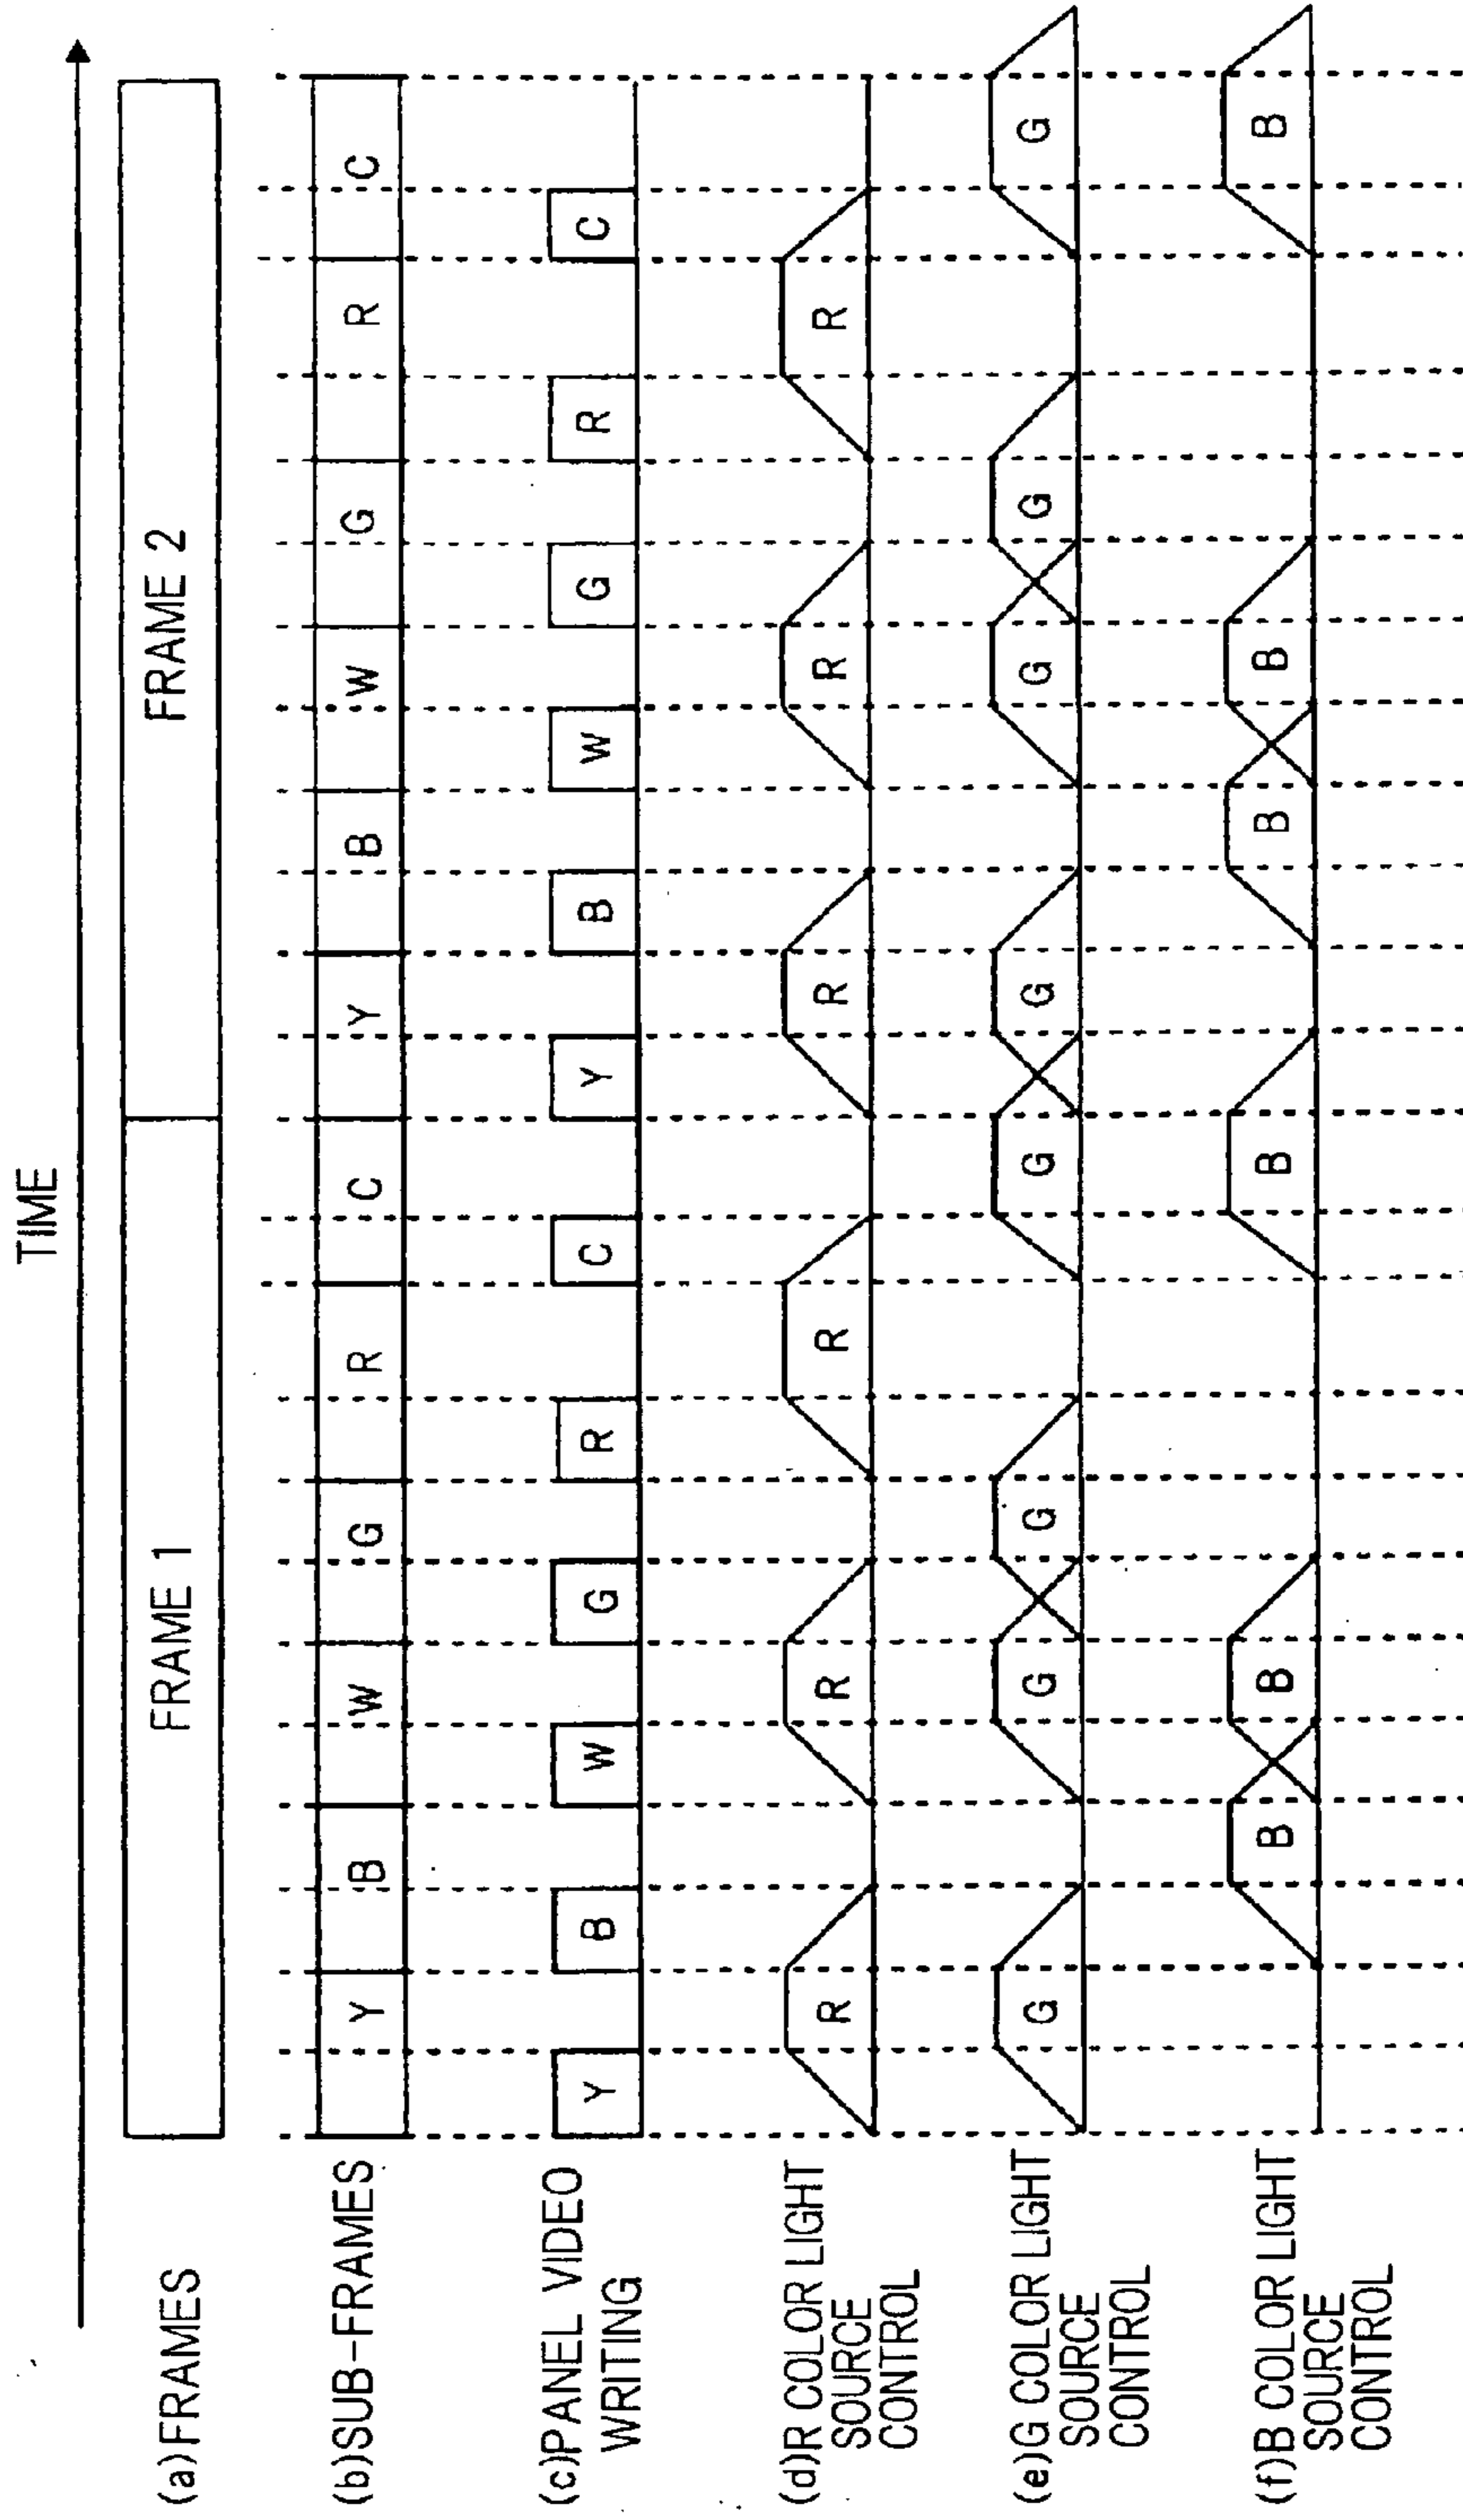 TIME
(a)FRAMES
FRAME 1
FRAME 2
(b)SUB-FRAMES
Y B W G R C Y B W G R C
(c)PANEL VIDEO
WRITING
Y B W G R C Y B W G R C
(d)R COLOR LIGHT
SOURCE
CONTROL
R R R R R R
(e)G COLOR LIGHT
SOURCE
CONTROL
G G G G G G G G
(f)B COLOR LIGHT
SOURCE
CONTROL
B B B B B B